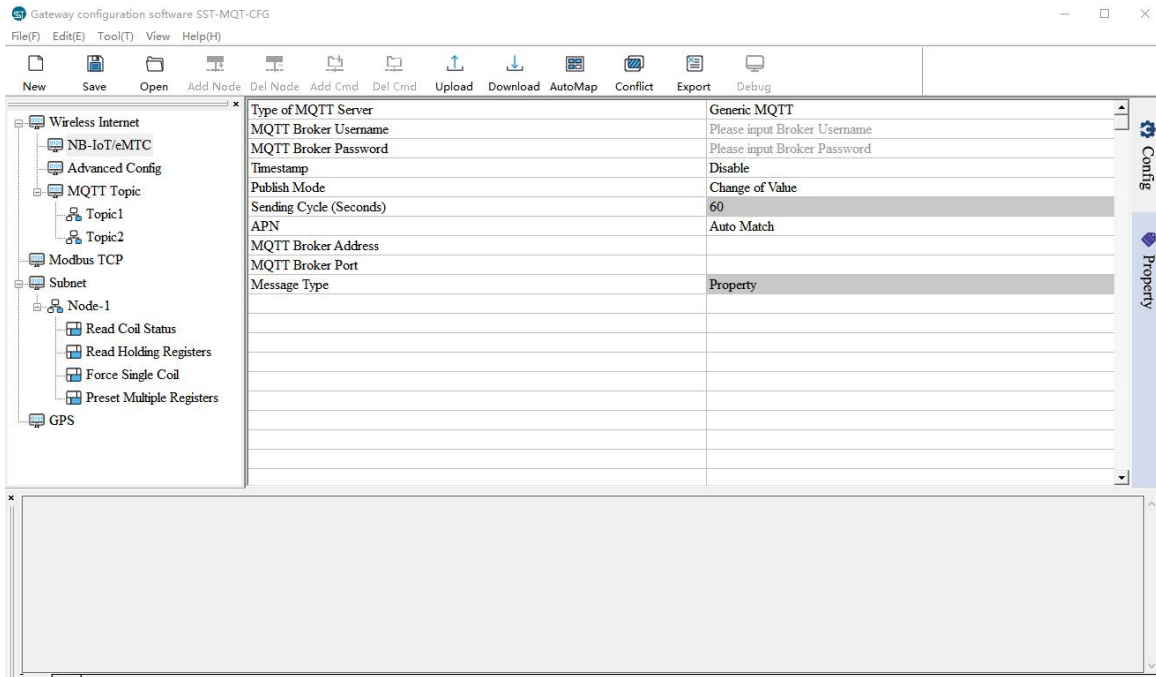 SST Gateway configuration software SST-MQT-CFG
File(F) Edit(E) Tool(T) View Help(H)
New Save Open Add Node Del Node Add Cmd Del Cmd Upload Download AutoMap Conflict Export Debug
Wireless Internet
NB-IoT/eMTC
Advanced Config
MQTT Topic
Topic1
Topic2
Modbus TCP
Subnet
Node-1
Read Coil Status
Read Holding Registers
Force Single Coil
Preset Multiple Registers
GPS
Type of MQTT Server Generic MQTT
MQTT Broker Username Please input Broker Username
MQTT Broker Password Please input Broker Password
Timestamp Disable
Publish Mode Change of Value
Sending Cycle (Seconds) 60
APN Auto Match
MQTT Broker Address
MQTT Broker Port
Message Type Property
Config
Property